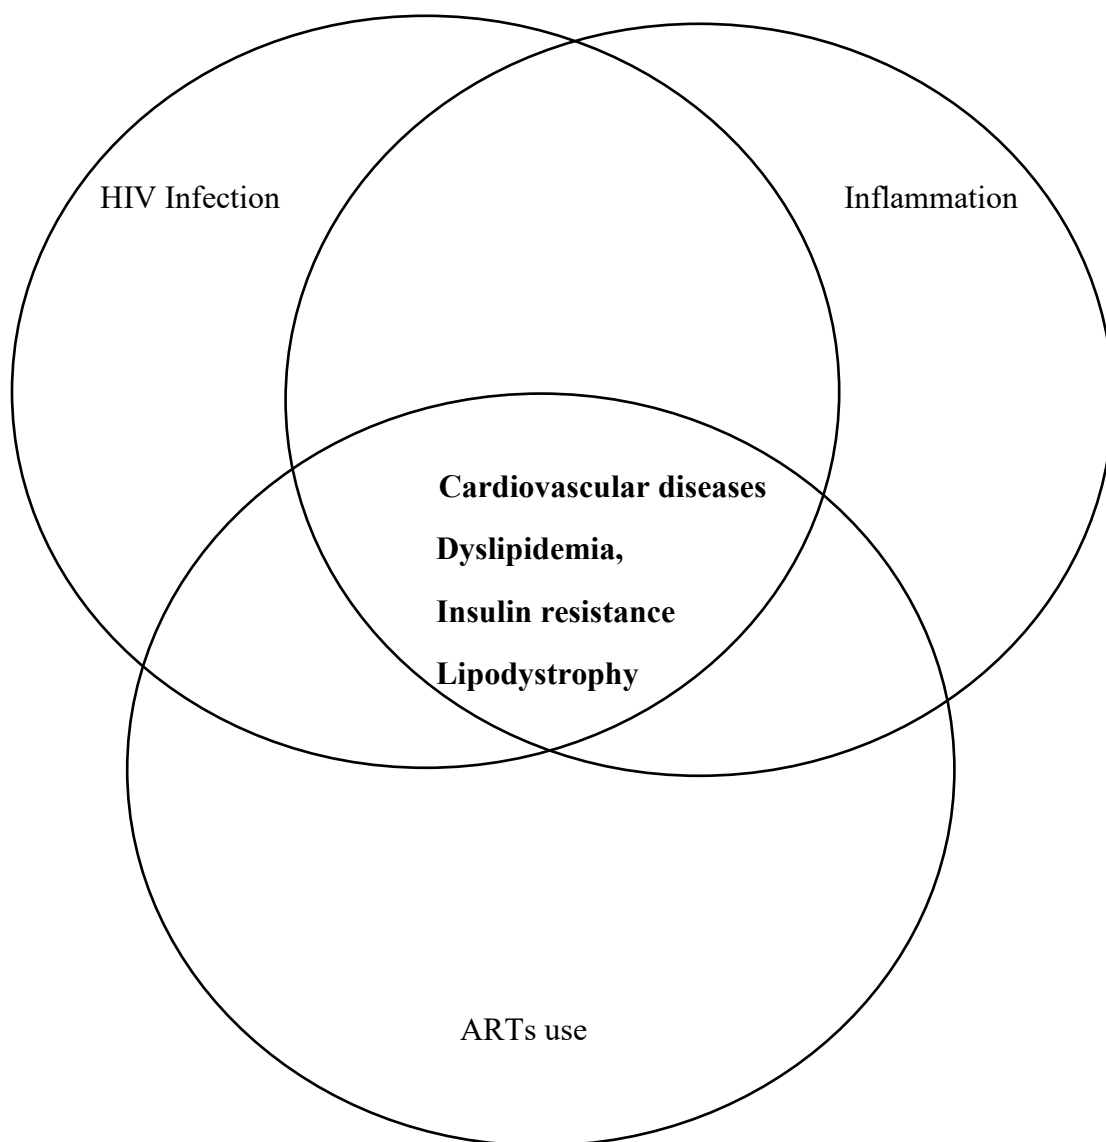 HIV Infection
Inflammation
Cardiovascular diseases
Dyslipidemia,
Insulin resistance
Lipodystrophy
ARTs use